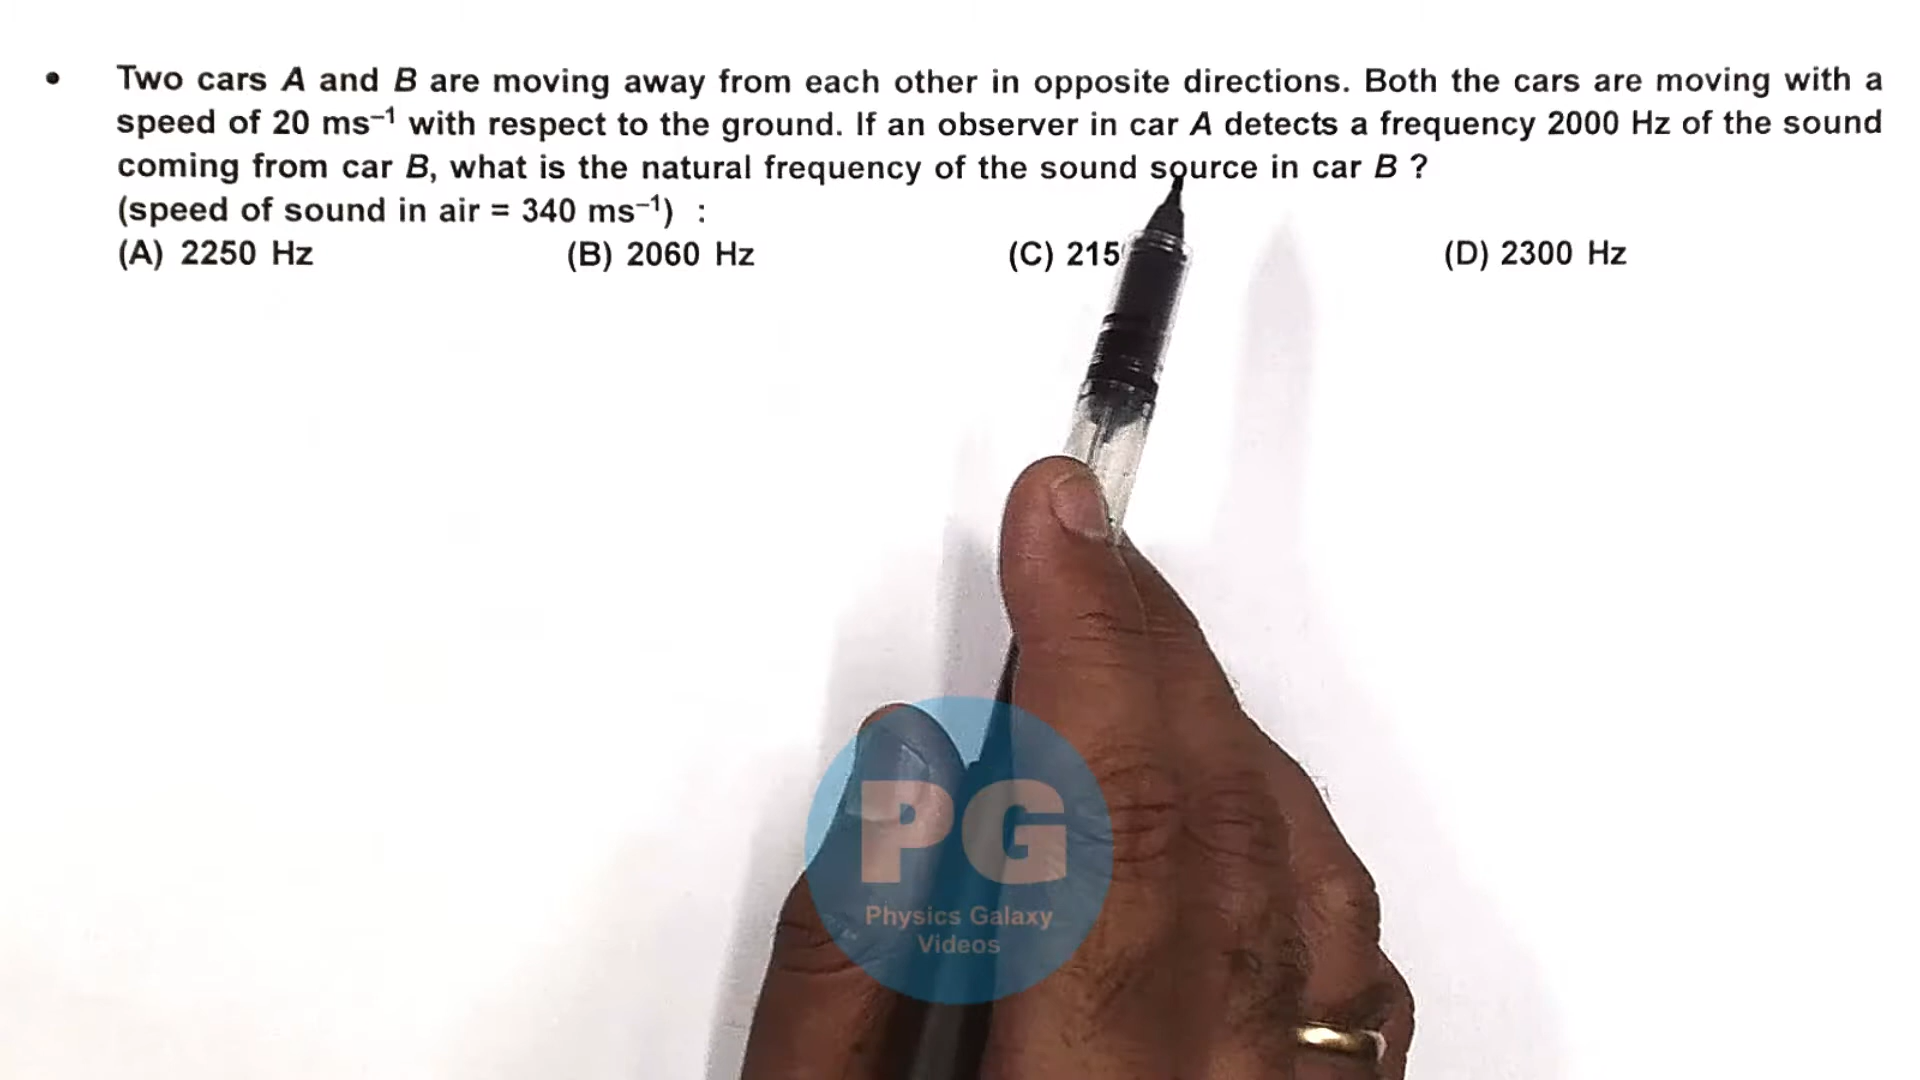 • Two cars A and B are moving away from each other in opposite directions. Both the cars are moving with a
speed of 20 ms⁻¹ with respect to the ground. If an observer in car A detects a frequency 2000 Hz of the sound
coming from car B, what is the natural frequency of the sound source in car B ?
(speed of sound in air = 340 ms⁻¹) :
(A) 2250 Hz (B) 2060 Hz (C) 215 (D) 2300 Hz
PG
Physics Galaxy
Videos